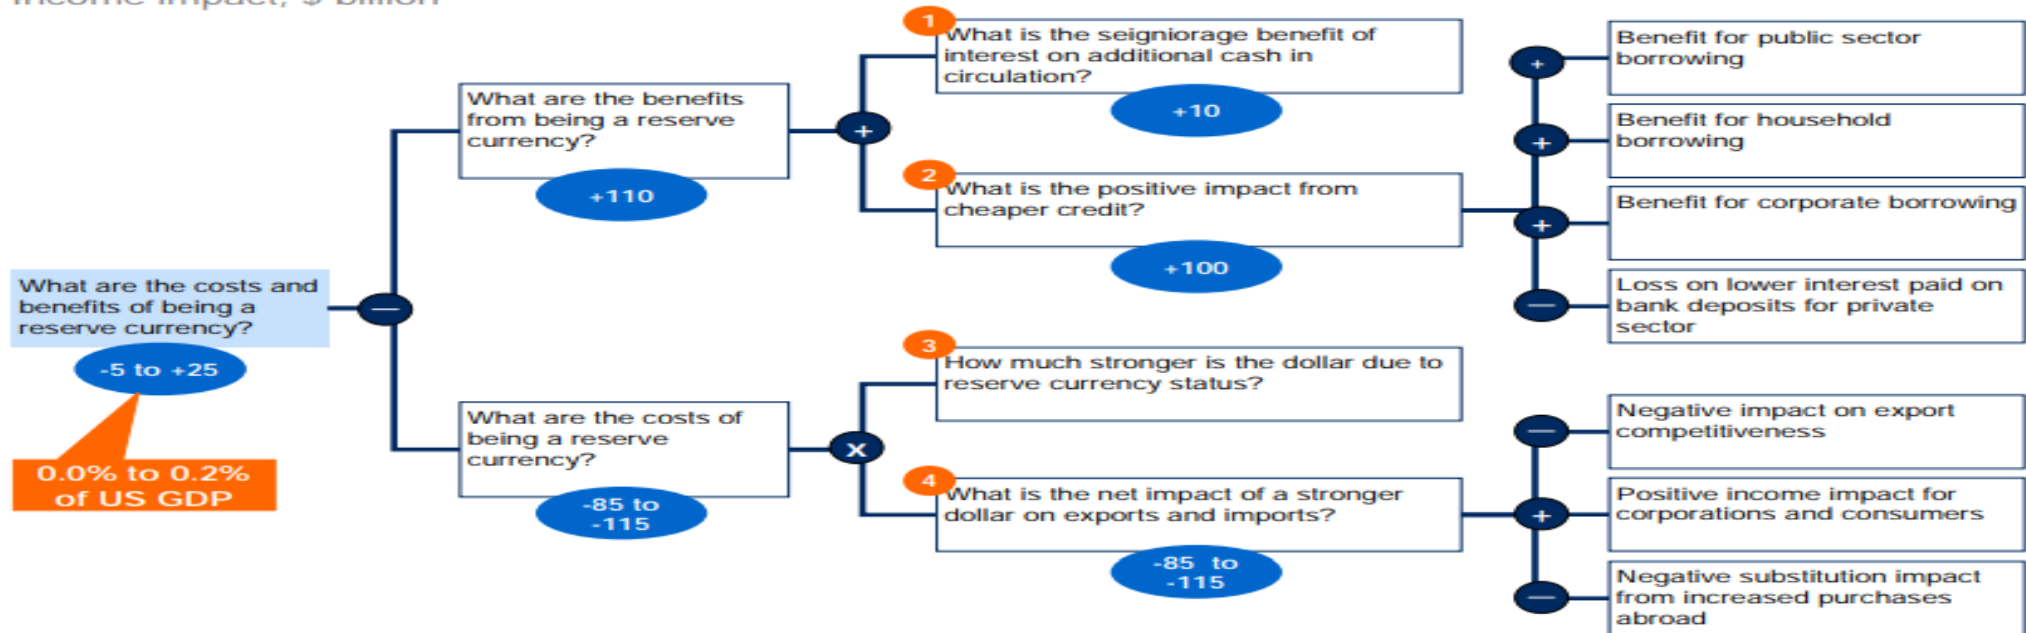 Income impact, $ billion
1
What is the seigniorage benefit of
interest on additional cash in
circulation?
+10
What are the benefits
from being a reserve
currency?
+110
+
2
What is the positive impact from
cheaper credit?
+100
+
Benefit for public sector
borrowing
+
Benefit for household
borrowing
+
Benefit for corporate borrowing
—
Loss on lower interest paid on
bank deposits for private
sector
What are the costs and
benefits of being a
reserve currency?
—
-5 to +25
0.0% to 0.2%
of US GDP
3
How much stronger is the dollar due to
reserve currency status?
What are the costs of
being a reserve
currency?
-85 to
-115
x
4
What is the net impact of a stronger
dollar on exports and imports?
-85 to
-115
—
Negative impact on export
competitiveness
+
Positive income impact for
corporations and consumers
—
Negative substitution impact
from increased purchases
abroad